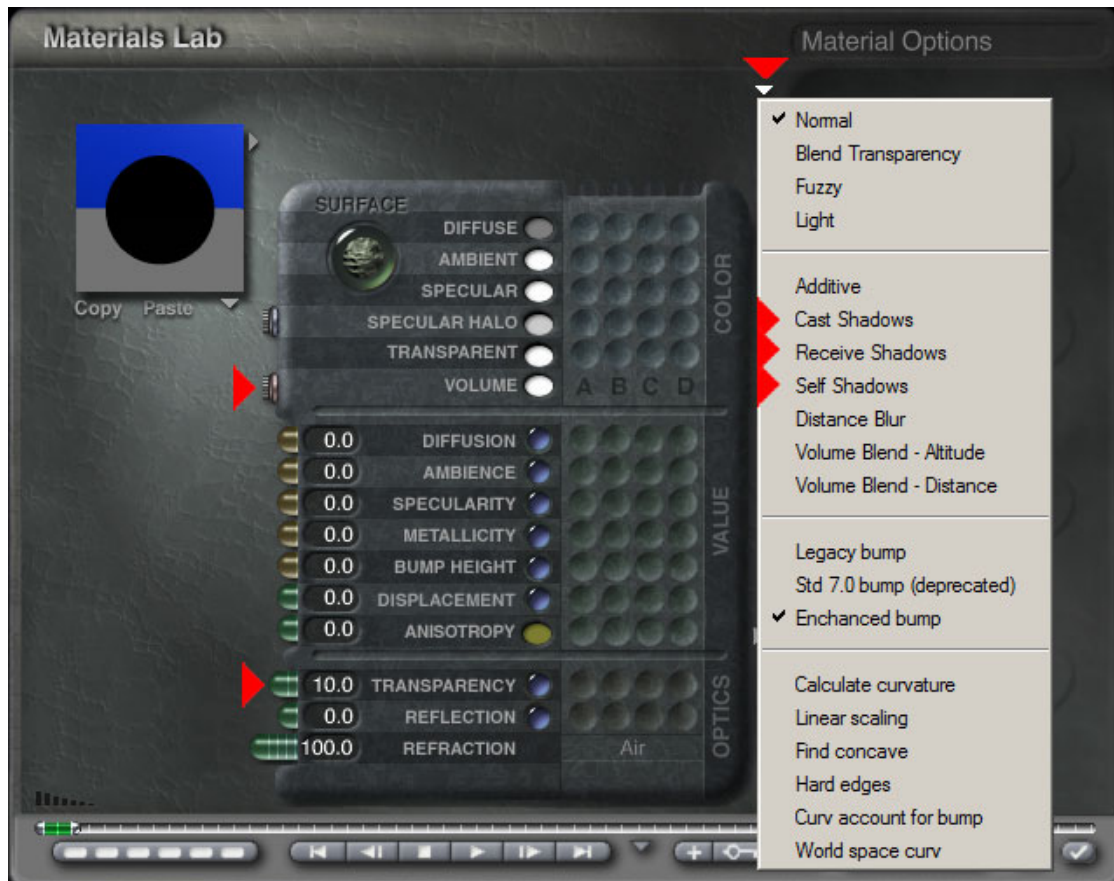 Materials Lab
Material Options
Copy Paste
SURFACE
DIFFUSE
AMBIENT
SPECULAR
SPECULAR HALO
TRANSPARENT
VOLUME
A B C D
COLOR
0.0 DIFFUSION
0.0 AMBIENCE
0.0 SPECULARITY
0.0 METALLICITY
0.0 BUMP HEIGHT
0.0 DISPLACEMENT
0.0 ANISOTROPY
VALUE
10.0 TRANSPARENCY
0.0 REFLECTION
100.0 REFRACTION Air
OPTICS
Normal
Blend Transparency
Fuzzy
Light
Additive
Cast Shadows
Receive Shadows
Self Shadows
Distance Blur
Volume Blend - Altitude
Volume Blend - Distance
Legacy bump
Std 7.0 bump (deprecated)
Enchanced bump
Calculate curvature
Linear scaling
Find concave
Hard edges
Curv account for bump
World space curv